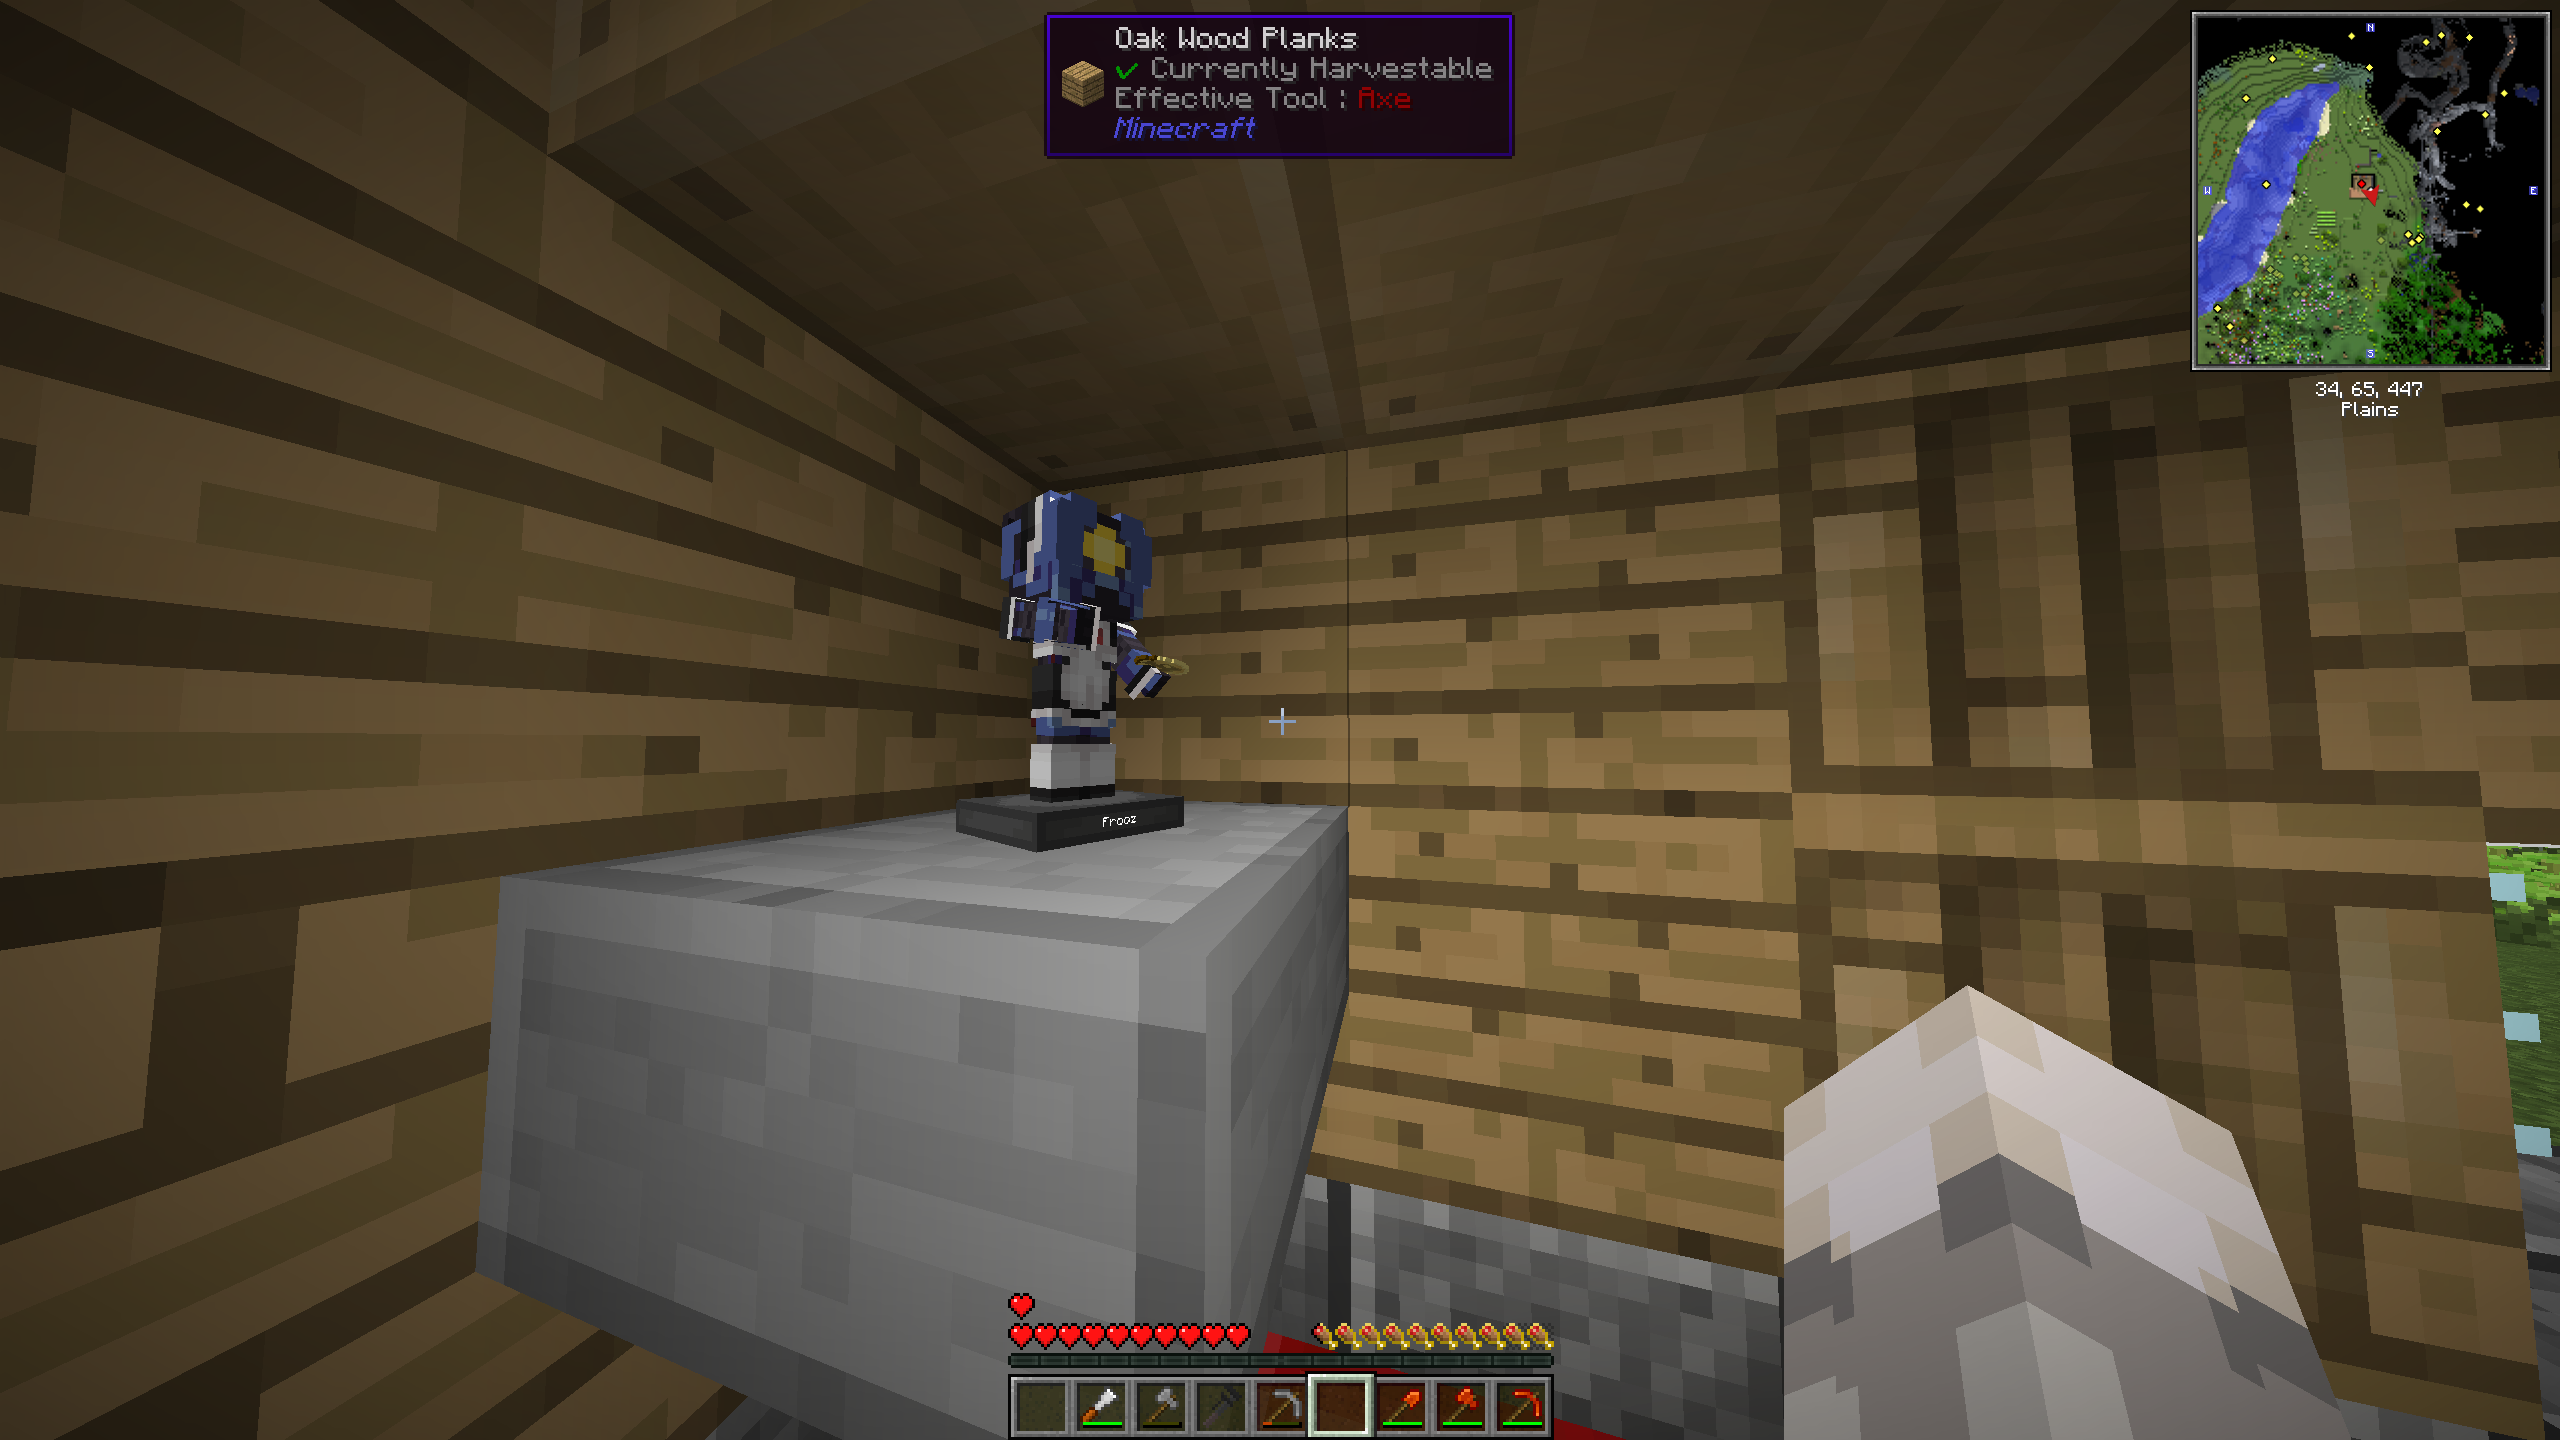 Oak Wood Planks
✓ Currently Harvestable
Effective Tool : Axe
Minecraft
N
W
E
S
34, 65, 447
Plains
Frooz